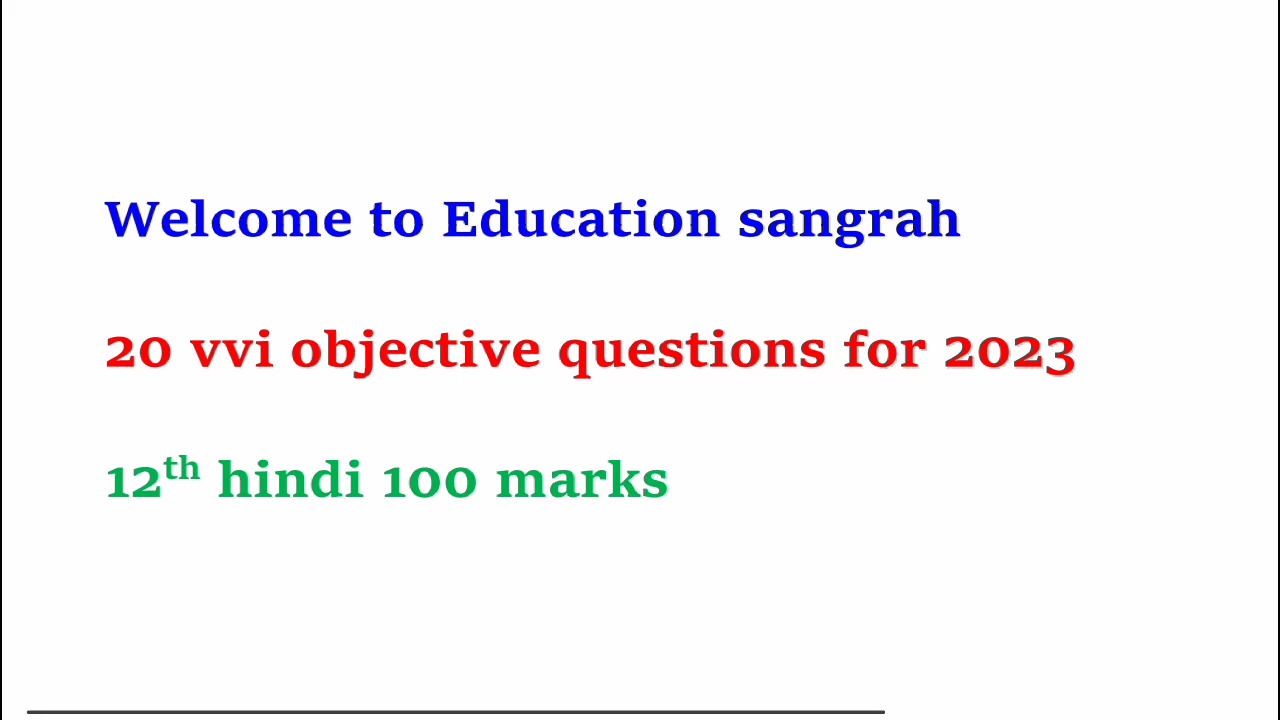 Welcome to Education sangrah
20 vvi objective questions for 2023
12th hindi 100 marks